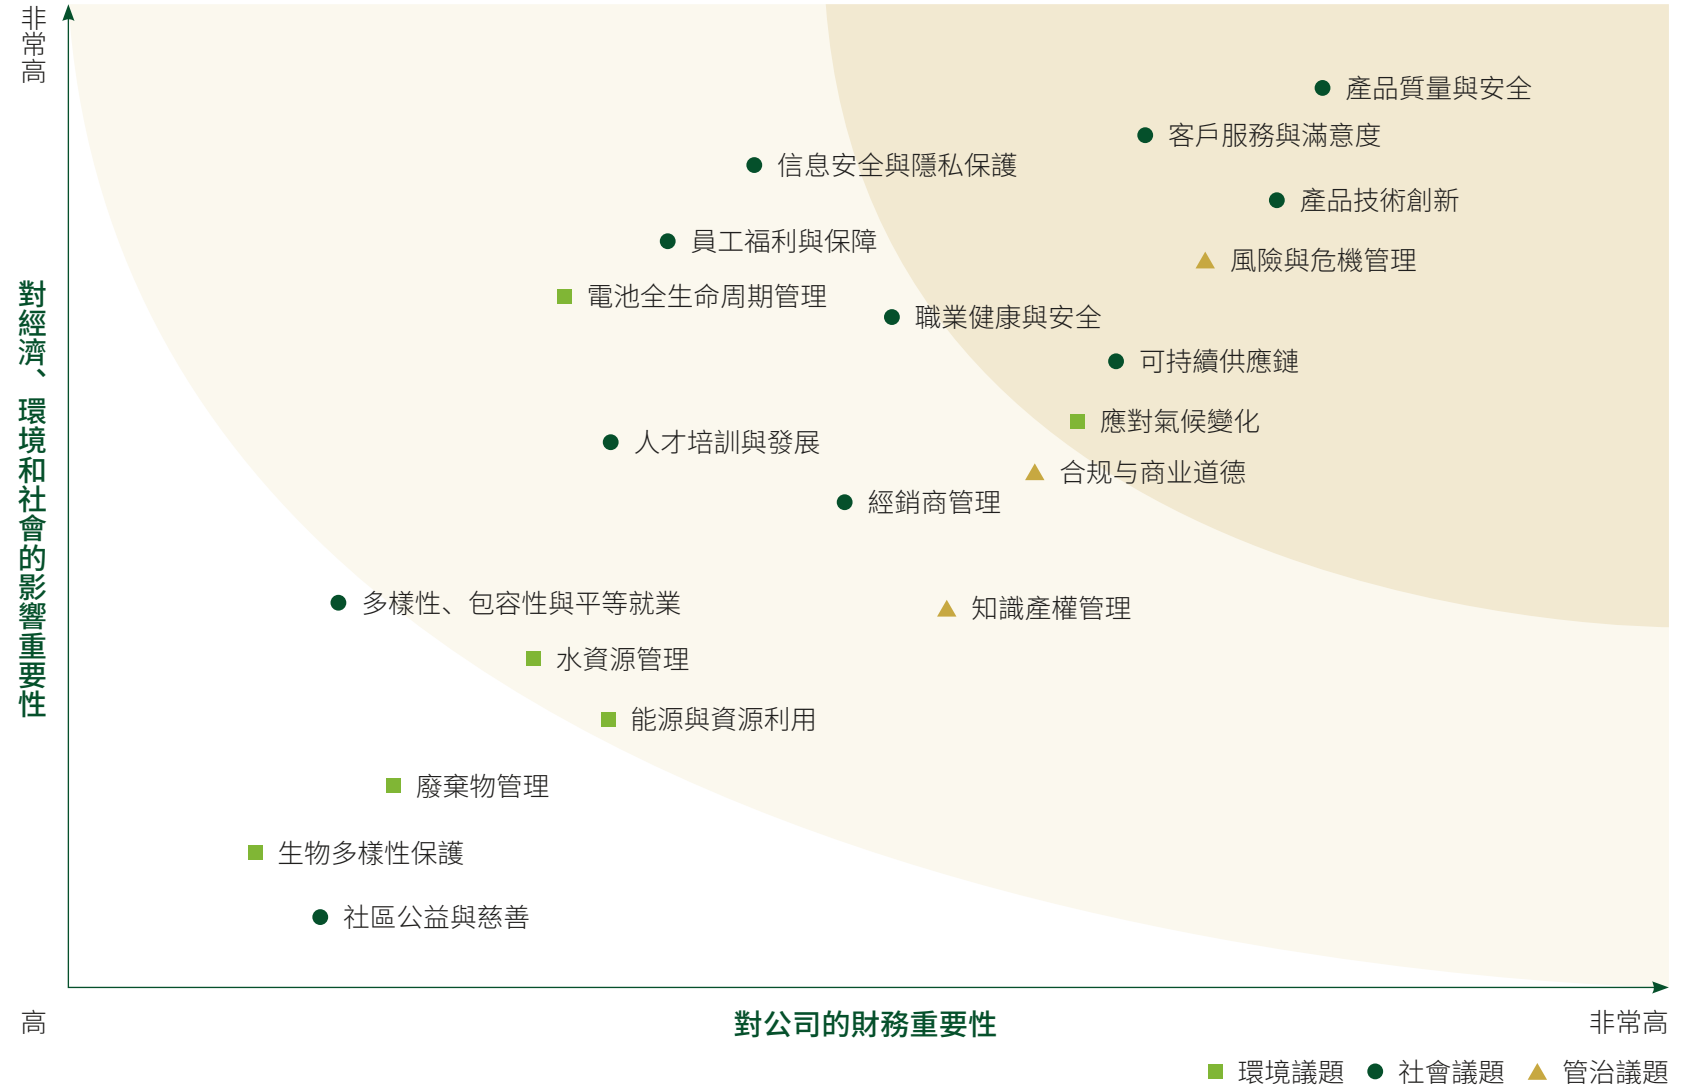 非常高
產品質量與安全
客戶服務與滿意度
信息安全與隱私保護
產品技術創新
員工福利與保障
風險與危機管理
電池全生命周期管理
職業健康與安全
可持續供應鏈
應對氣候變化
人才培訓與發展
合规与商业道德
經銷商管理
對經濟、環境和社會的影響重要性
多樣性、包容性與平等就業
知識產權管理
水資源管理
能源與資源利用
廢棄物管理
生物多樣性保護
社區公益與慈善
高
對公司的財務重要性
非常高
環境議題
社會議題
管治議題